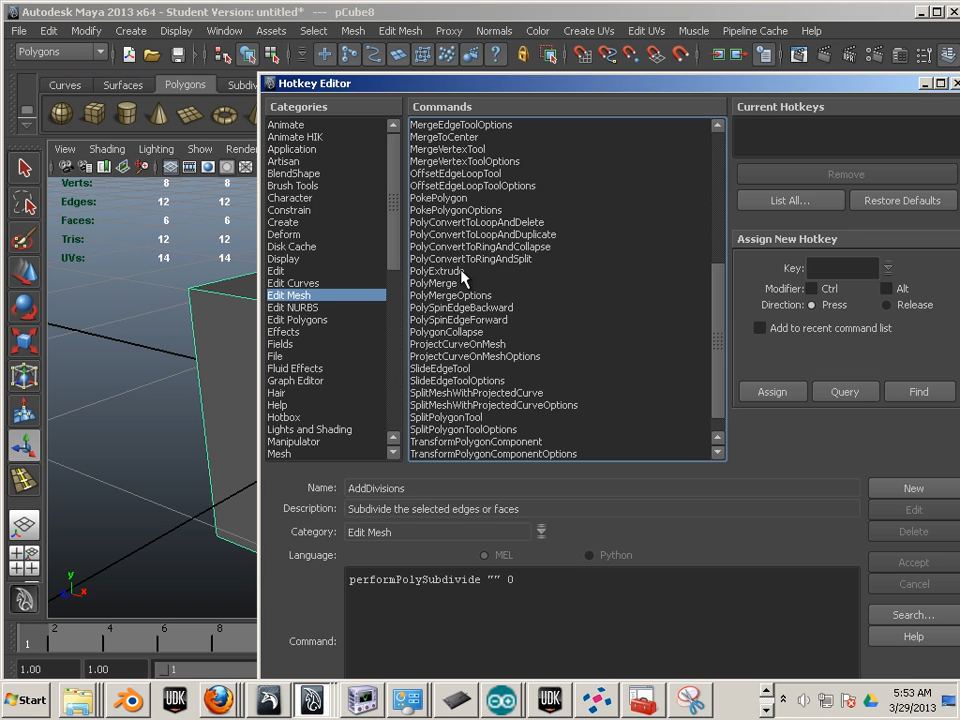 Autodesk Maya 2013 x64 - Student Version: untitled* --- pCube8
File Edit Modify Create Display Window Assets Select Mesh Edit Mesh Proxy Normals Color Create UVs Edit UVs Muscle Pipeline Cache Help
Polygons
Curves Surfaces Polygons Subdi
Hotkey Editor
View Shading Lighting Show Render
Verts: 8 8
Edges: 12 12
Faces: 6 6
Tris: 12 12
UVs: 14 14
Categories
Animate
Animate HIK
Application
Artisan
BlendShape
Brush Tools
Character
Constrain
Create
Deform
Disk Cache
Display
Edit
Edit Curves
Edit Mesh
Edit NURBS
Edit Polygons
Effects
Fields
File
Fluid Effects
Graph Editor
Hair
Help
Hotbox
Lights and Shading
Manipulator
Mesh
Commands
MergeEdgeToolOptions
MergeToCenter
MergeVertexTool
MergeVertexToolOptions
OffsetEdgeLoopTool
OffsetEdgeLoopToolOptions
PokePolygon
PokePolygonOptions
PolyConvertToLoopAndDelete
PolyConvertToLoopAndDuplicate
PolyConvertToRingAndCollapse
PolyConvertToRingAndSplit
PolyExtrude
PolyMerge
PolyMergeOptions
PolySpinEdgeBackward
PolySpinEdgeForward
PolygonCollapse
ProjectCurveOnMesh
ProjectCurveOnMeshOptions
SlideEdgeTool
SlideEdgeToolOptions
SplitMeshWithProjectedCurve
SplitMeshWithProjectedCurveOptions
SplitPolygonTool
SplitPolygonToolOptions
TransformPolygonComponent
TransformPolygonComponentOptions
Current Hotkeys
Remove
List All... Restore Defaults
Assign New Hotkey
Key:
Modifier: Ctrl Alt
Direction: Press Release
Add to recent command list
Assign Query Find
Name: AddDivisions
Description: Subdivide the selected edges or faces
Category: Edit Mesh
Language: MEL Python
performPolySubdivide "" 0
Command:
New
Edit
Delete
Accept
Cancel
Search...
Help
y
z x
1 2 4 6 8
1.00 1.00 1
Start
UDK
UDK
5:53 AM
3/29/2013